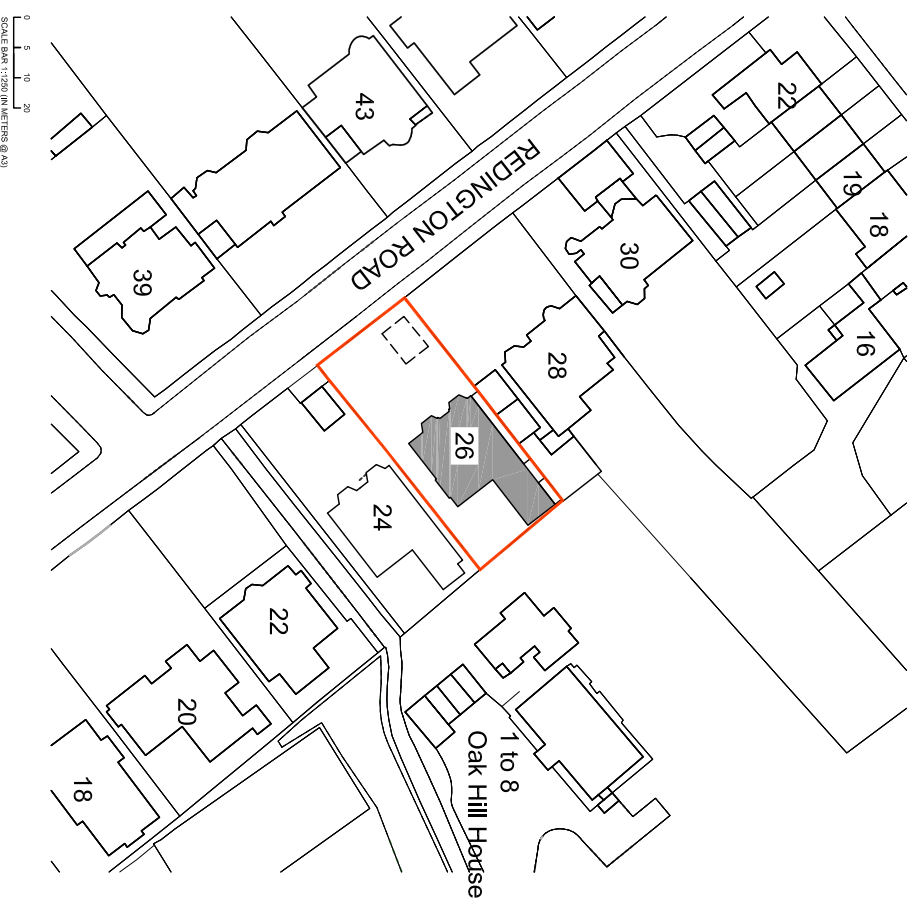 0 5 10 20
SCALE BAR 1:1250 (IN METERS @ A3)
43
39
REDINGTON ROAD
22
19
18
16
30
28
26
24
22
20
18
1 to 8
Oak Hill House